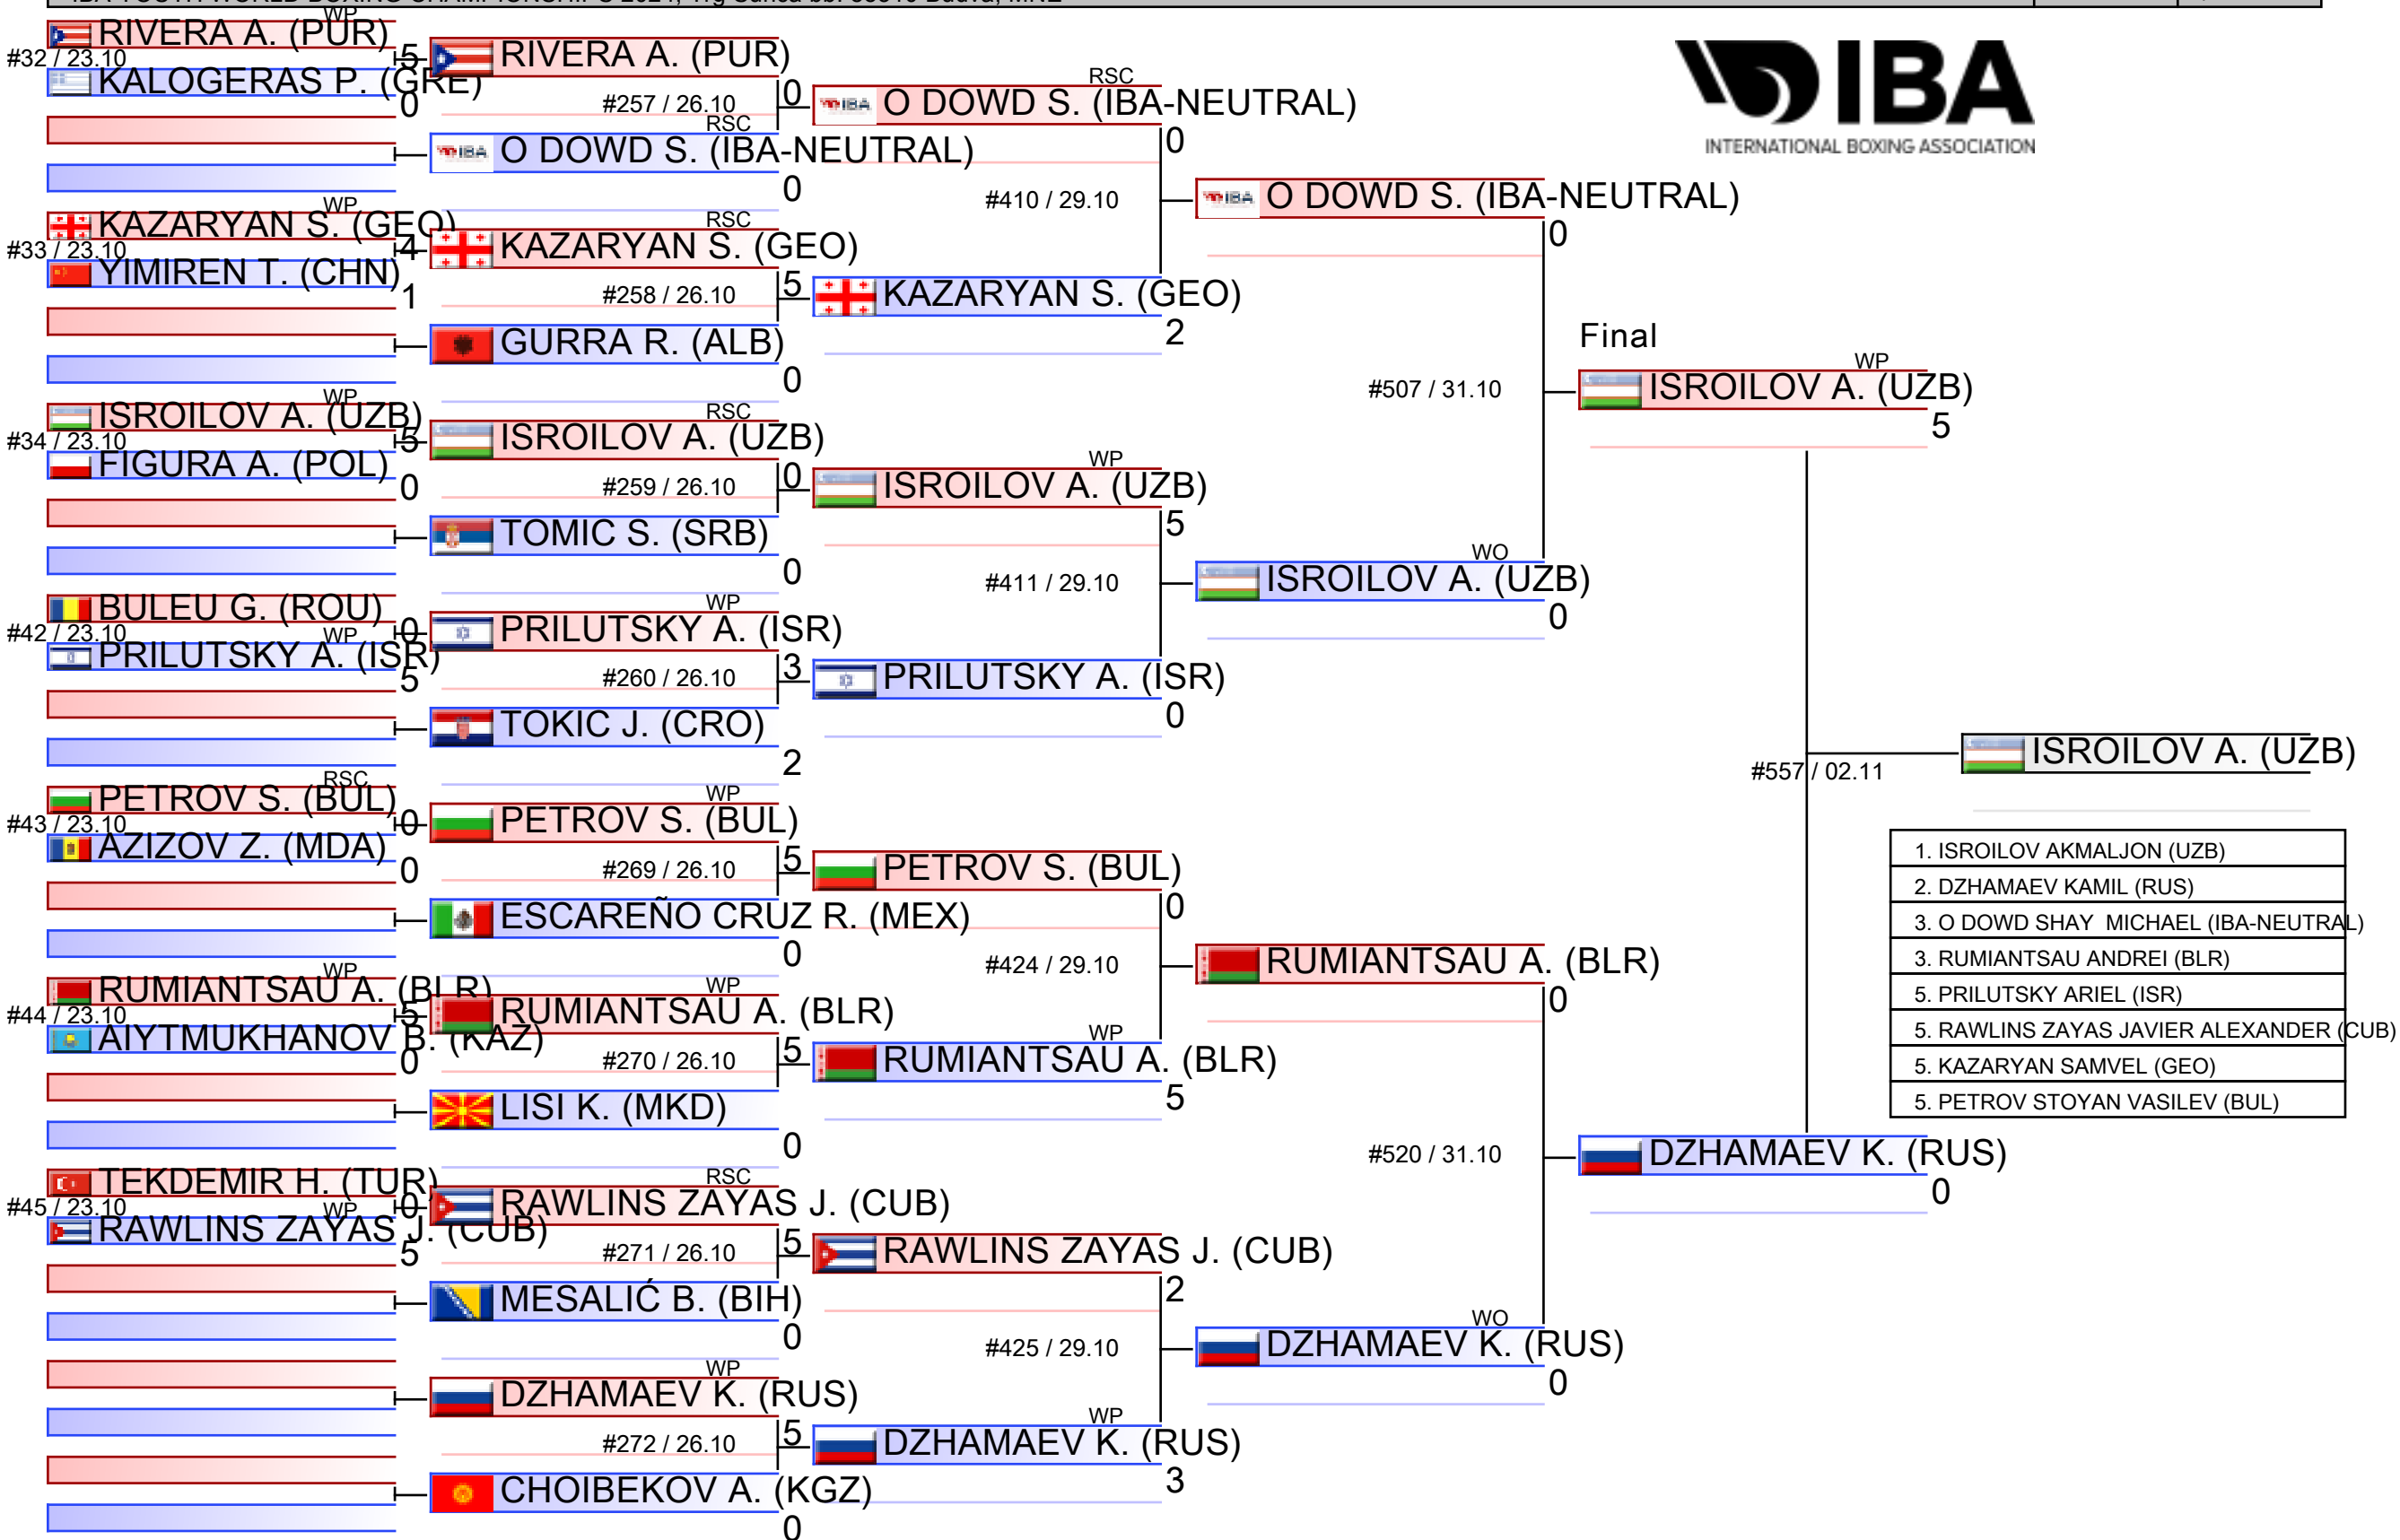 WP
RIVERA A. (PUR)
#32 / 23.10
5
KALOGERAS P. (GRE)
0
WP
KAZARYAN S. (GEO)
#33 / 23.10
4
YIMIREN T. (CHN)
1
WP
ISROILOV A. (UZB)
#34 / 23.10
5
FIGURA A. (POL)
0
BULEU G. (ROU)
#42 / 23.10
0
WP
PRILUTSKY A. (ISR)
5
RSC
PETROV S. (BUL)
#43 / 23.10
0
AZIZOV Z. (MDA)
0
WP
RUMIANTSAU A. (BLR)
#44 / 23.10
5
AIYTMUKHANOV B. (KAZ)
0
TEKDEMIR H. (TUR)
#45 / 23.10
0
WP
RAWLINS ZAYAS J. (CUB)
5
RIVERA A. (PUR)
0
#257 / 26.10
RSC
IBA
O DOWD S. (IBA-NEUTRAL)
0
RSC
KAZARYAN S. (GEO)
5
#258 / 26.10
GURRA R. (ALB)
0
RSC
ISROILOV A. (UZB)
0
#259 / 26.10
TOMIC S. (SRB)
0
WP
PRILUTSKY A. (ISR)
3
#260 / 26.10
TOKIC J. (CRO)
2
WP
PETROV S. (BUL)
5
#269 / 26.10
ESCAREÑO CRUZ R. (MEX)
0
WP
RUMIANTSAU A. (BLR)
5
#270 / 26.10
LISI K. (MKD)
0
RSC
RAWLINS ZAYAS J. (CUB)
5
#271 / 26.10
MESALIĆ B. (BIH)
0
WP
DZHAMAEV K. (RUS)
5
#272 / 26.10
CHOIBEKOV A. (KGZ)
0
RSC
IBA
O DOWD S. (IBA-NEUTRAL)
0
#410 / 29.10
KAZARYAN S. (GEO)
2
WP
ISROILOV A. (UZB)
5
#411 / 29.10
PRILUTSKY A. (ISR)
0
PETROV S. (BUL)
0
#424 / 29.10
WP
RUMIANTSAU A. (BLR)
5
RAWLINS ZAYAS J. (CUB)
2
#425 / 29.10
WP
DZHAMAEV K. (RUS)
3
IBA
O DOWD S. (IBA-NEUTRAL)
0
#507 / 31.10
WO
ISROILOV A. (UZB)
0
RUMIANTSAU A. (BLR)
0
#520 / 31.10
WO
DZHAMAEV K. (RUS)
0
Final
WP
ISROILOV A. (UZB)
5
#557 / 02.11
DZHAMAEV K. (RUS)
0
ISROILOV A. (UZB)
IBA
INTERNATIONAL BOXING ASSOCIATION
1. ISROILOV AKMALJON (UZB)
2. DZHAMAEV KAMIL (RUS)
3. O DOWD SHAY MICHAEL (IBA-NEUTRAL)
3. RUMIANTSAU ANDREI (BLR)
5. PRILUTSKY ARIEL (ISR)
5. RAWLINS ZAYAS JAVIER ALEXANDER (CUB)
5. KAZARYAN SAMVEL (GEO)
5. PETROV STOYAN VASILEV (BUL)